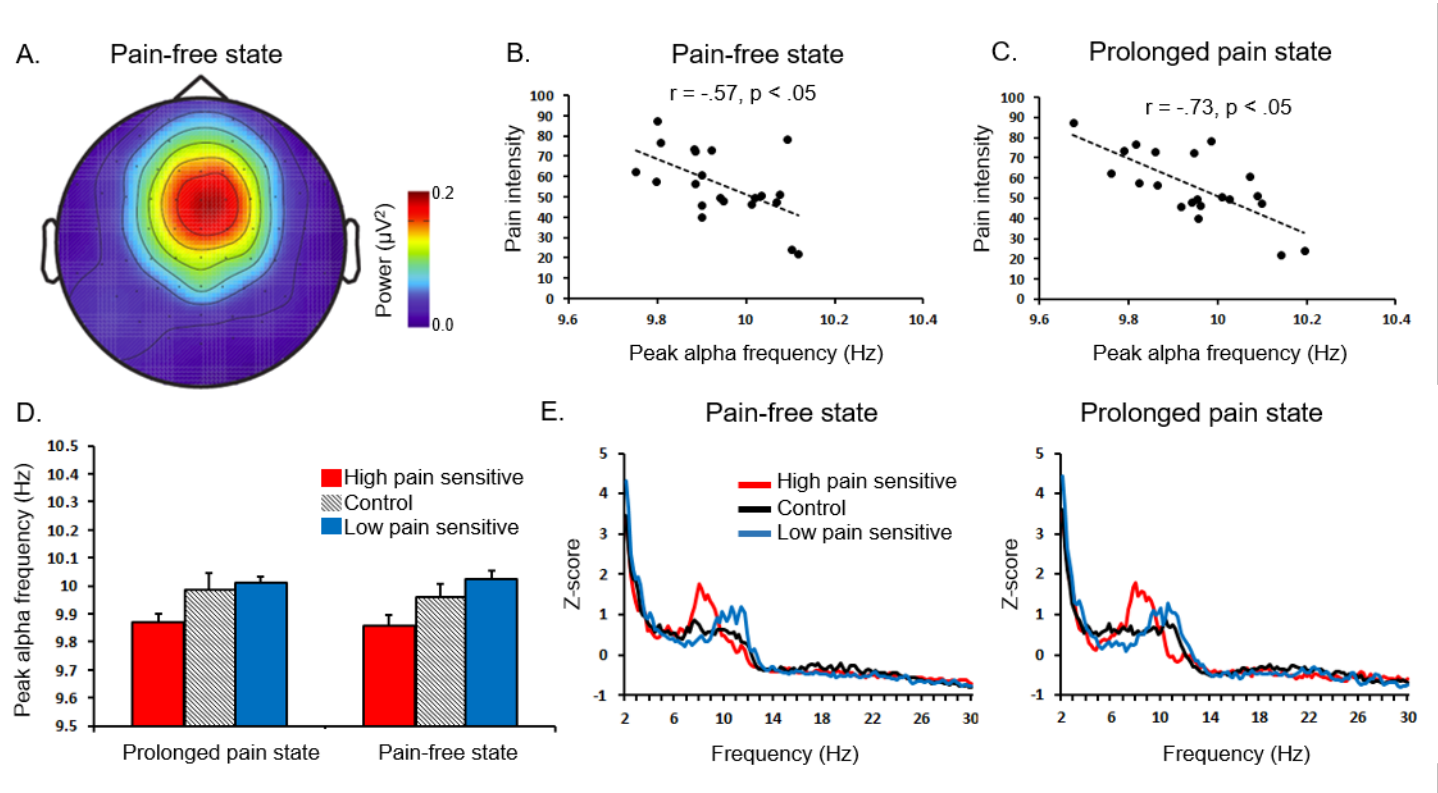 A.
Pain-free state
Power (μV²)
0.2
0.0
B.
Pain-free state
r = -.57, p < .05
Pain intensity
100
90
80
70
60
50
40
30
20
10
0
9.6
9.8
10
10.2
10.4
Peak alpha frequency (Hz)
C.
Prolonged pain state
r = -.73, p < .05
Pain intensity
100
90
80
70
60
50
40
30
20
10
0
9.6
9.8
10
10.2
10.4
Peak alpha frequency (Hz)
D.
Peak alpha frequency (Hz)
10.5
10.4
10.3
10.2
10.1
10
9.9
9.8
9.7
9.6
9.5
High pain sensitive
Control
Low pain sensitive
Prolonged pain state
Pain-free state
E.
Pain-free state
Z-score
5
4
3
2
1
0
-1
High pain sensitive
Control
Low pain sensitive
2
6
10
14
18
22
26
30
Frequency (Hz)
Prolonged pain state
Z-score
5
4
3
2
1
0
-1
2
6
10
14
18
22
26
30
Frequency (Hz)